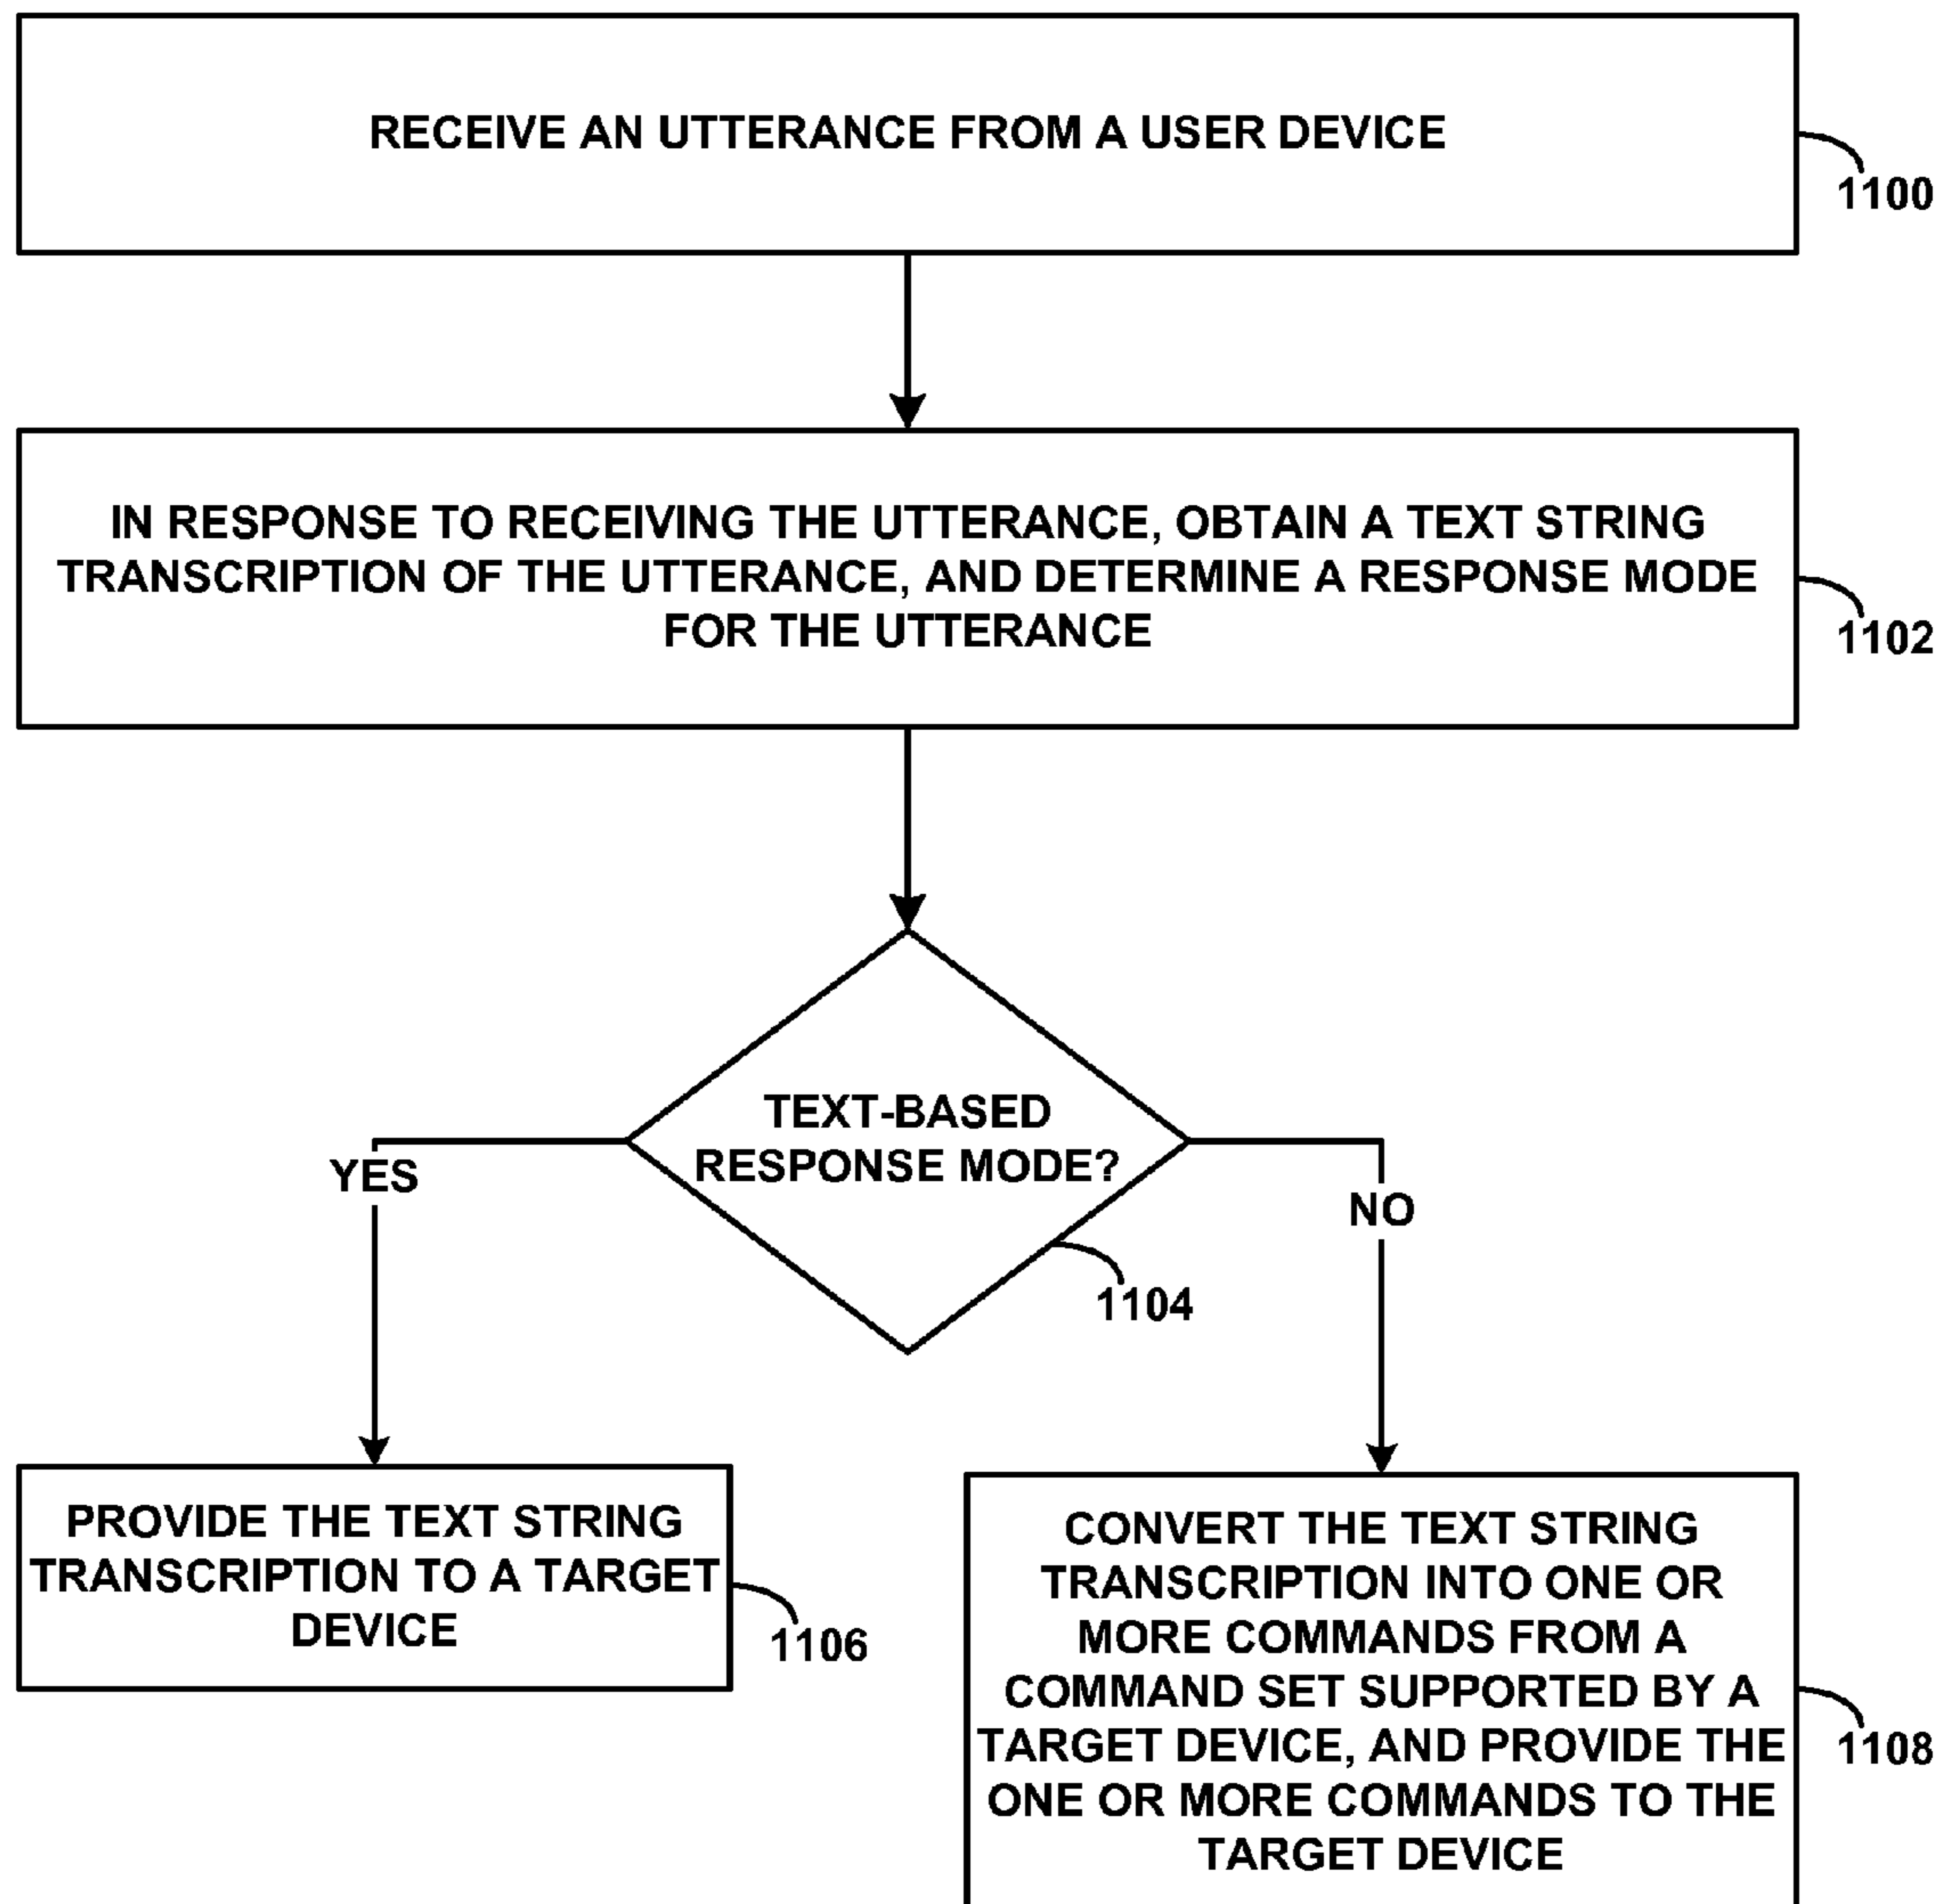 RECEIVE AN UTTERANCE FROM A USER DEVICE
1100
IN RESPONSE TO RECEIVING THE UTTERANCE, OBTAIN A TEXT STRING
TRANSCRIPTION OF THE UTTERANCE, AND DETERMINE A RESPONSE MODE
FOR THE UTTERANCE
1102
TEXT-BASED
RESPONSE MODE?
1104
YES
NO
PROVIDE THE TEXT STRING
TRANSCRIPTION TO A TARGET
DEVICE
1106
CONVERT THE TEXT STRING
TRANSCRIPTION INTO ONE OR
MORE COMMANDS FROM A
COMMAND SET SUPPORTED BY A
TARGET DEVICE, AND PROVIDE THE
ONE OR MORE COMMANDS TO THE
TARGET DEVICE
1108